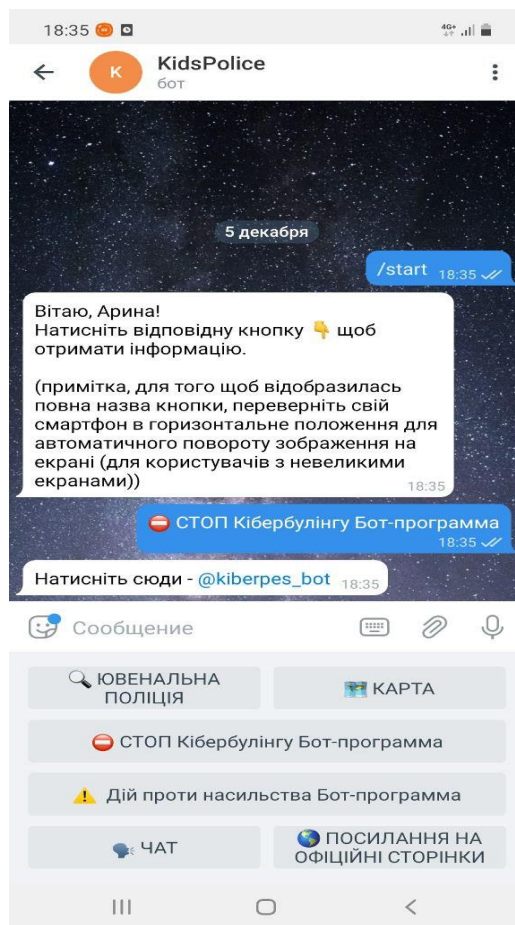 18:35
4G+
K
KidsPolice
бот
5 декабря
/start 18:35
Вітаю, Арина!
Натисніть відповідну кнопку 👇 щоб
отримати інформацію.
(примітка, для того щоб відобразилась
повна назва кнопки, переверніть свій
смартфон в горизонтальне положення для
автоматичного повороту зображення на
екрані (для користувачів з невеликими
екранами))
18:35
⛔ СТОП Кібербулінгу Бот-программа
18:35
Натисніть сюди - @kiberpes_bot 18:35
Сообщение
🔍 ЮВЕНАЛЬНА
ПОЛІЦІЯ
🗺️ КАРТА
⛔ СТОП Кібербулінгу Бот-программа
⚠️ Дій проти насильства Бот-программа
🗣️ ЧАТ
🌎 ПОСИЛАННЯ НА
ОФІЦІЙНІ СТОРІНКИ